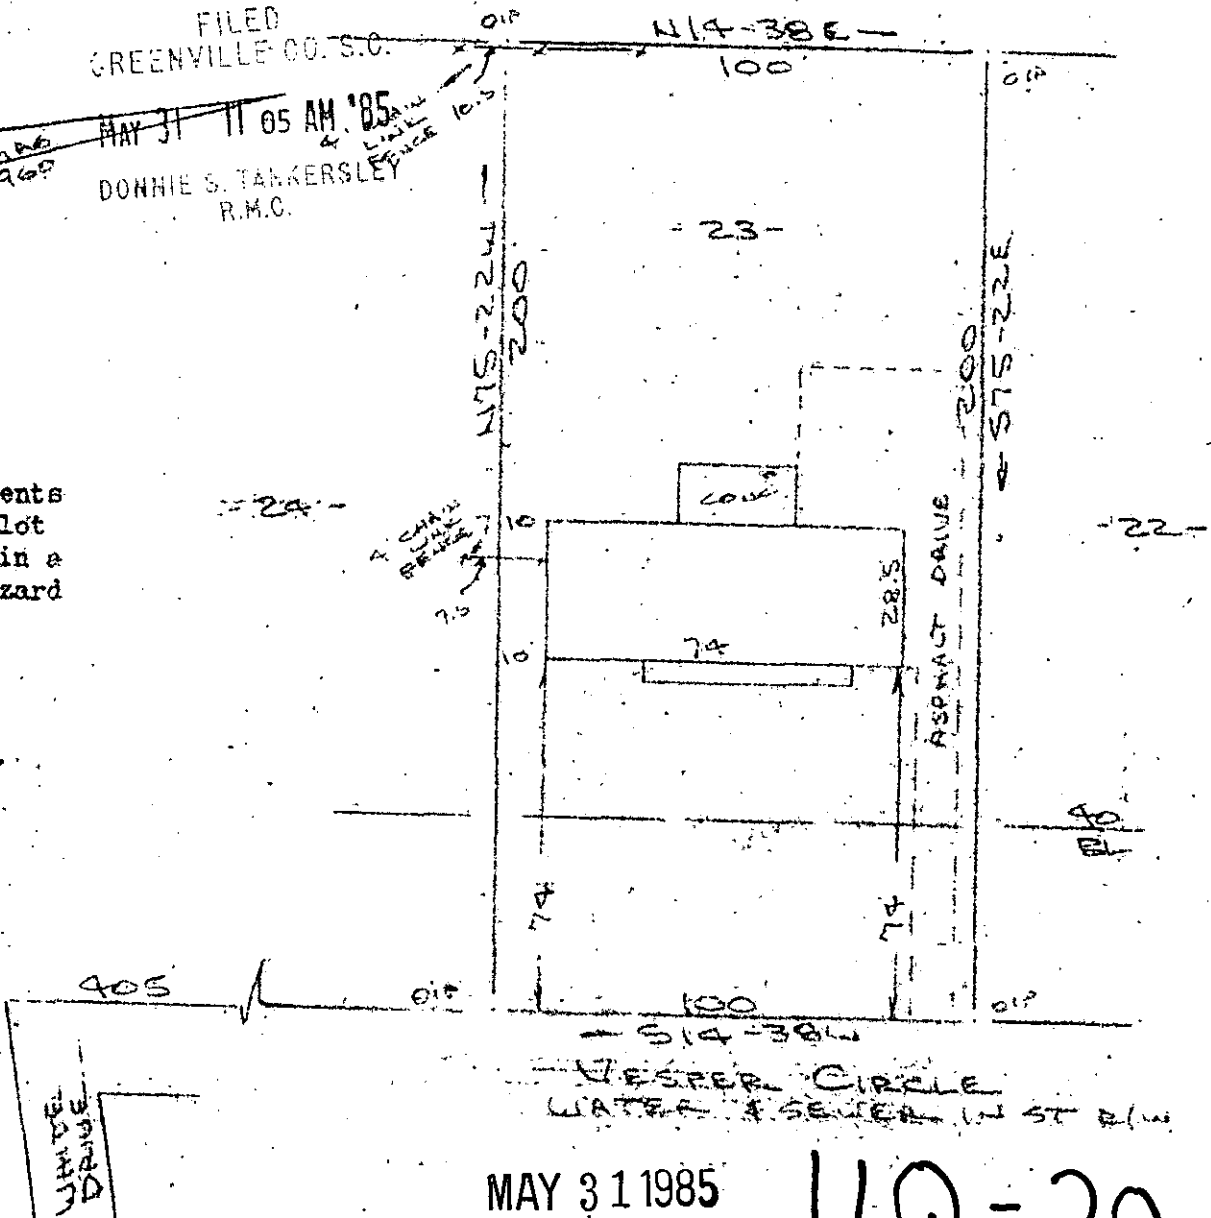 FILED
GREENVILLE CO. S.C.
MAY 31 11 05 AM '85
DONNIE S. TANKERSLEY
R.M.C.
OIP
N14-38E
100
OIP
4 CHAIN
LINK
FENCE
10.5
N75-22W
200
-23-
200
S75-22E
ents
lot
in a
zard
-24-
4 CHAIN
LINK
FENCE
7.5
10
CONC
28.5
ASPHALT DRIVE
-22-
10
74
40
BL
74
74
405
OIP
100
OIP
S14-38W
VESPER CIRCLE
WATER & SEWER IN ST R/W
DRIVE
MAY 31 1985